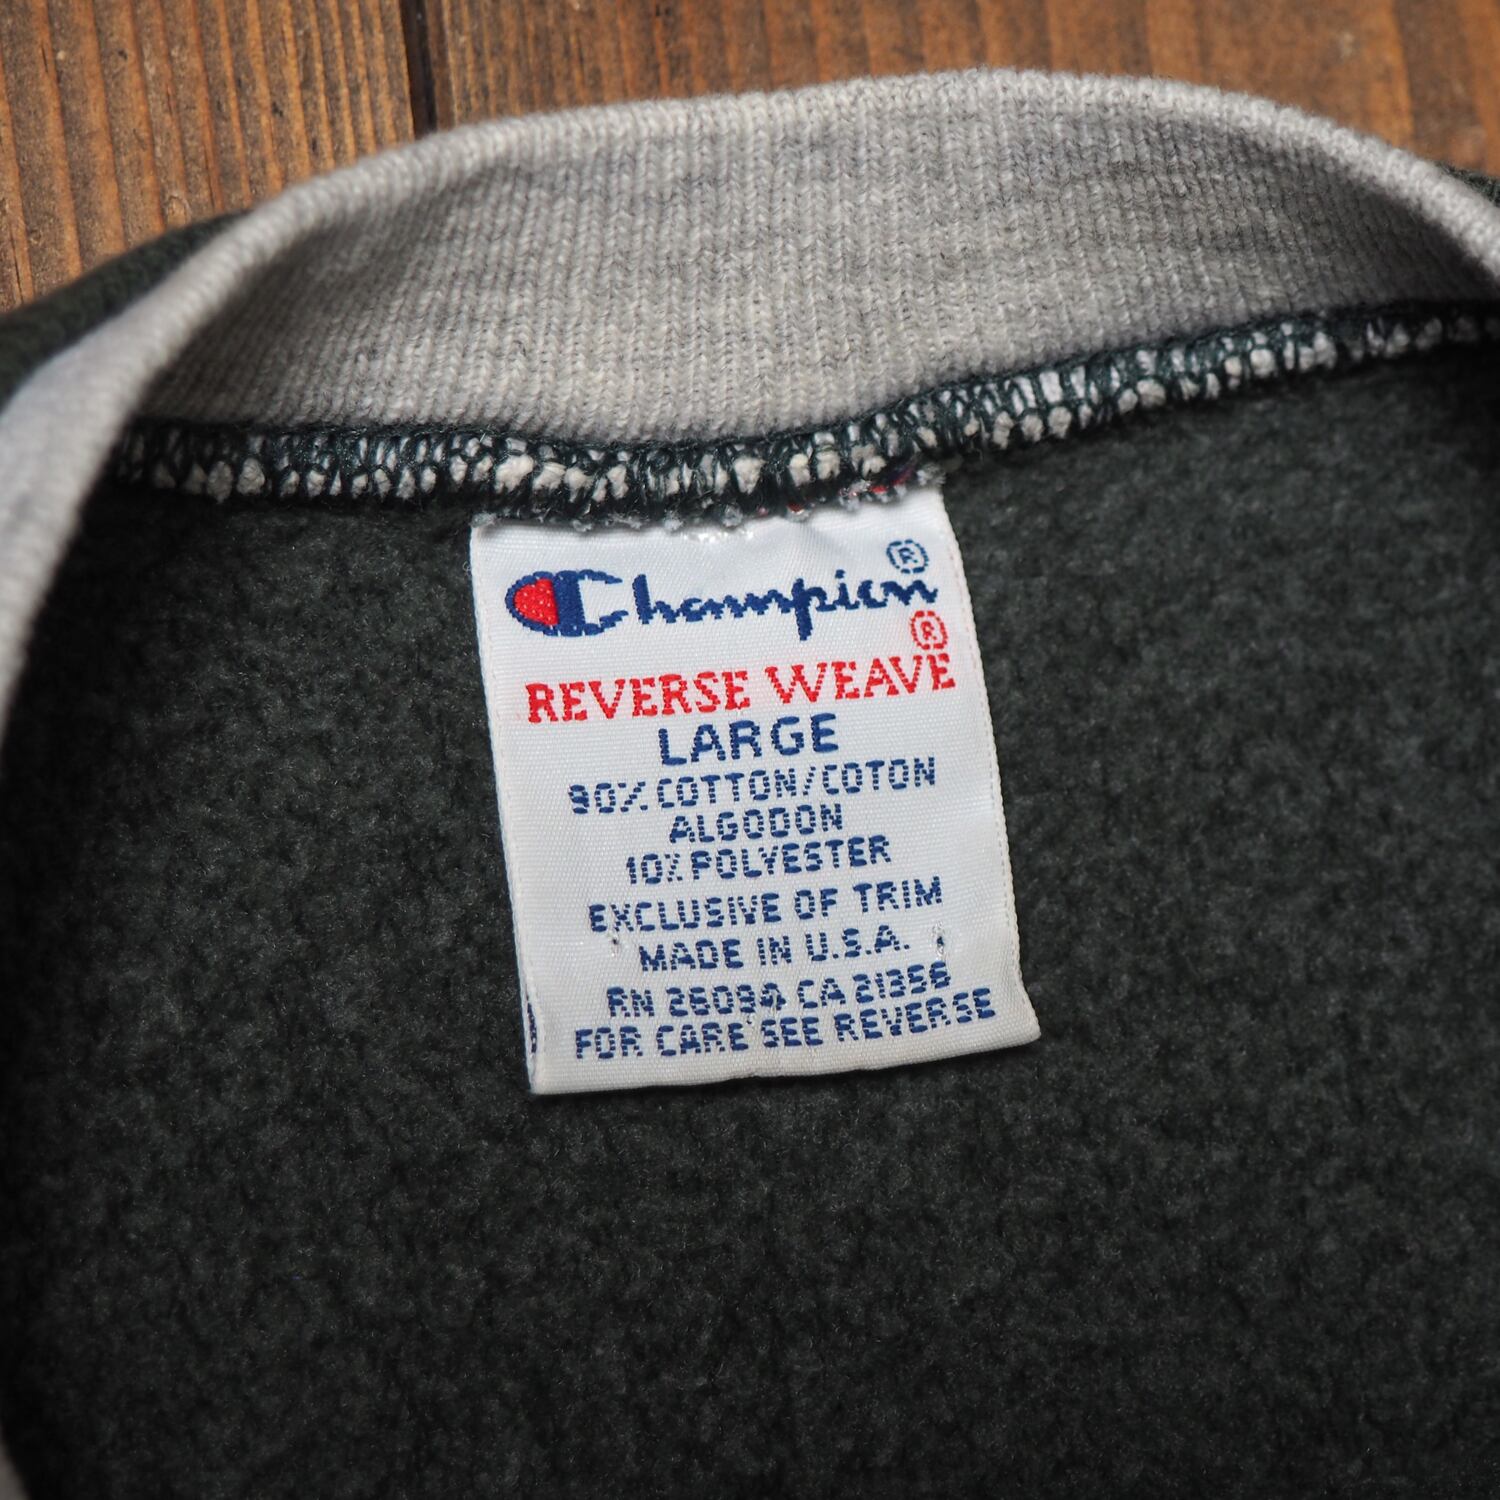 Champion®
REVERSE WEAVE®
LARGE
90% COTTON/COTON
ALGODON
10% POLYESTER
EXCLUSIVE OF TRIM
MADE IN U.S.A.
RN 26094 CA 21356
FOR CARE SEE REVERSE